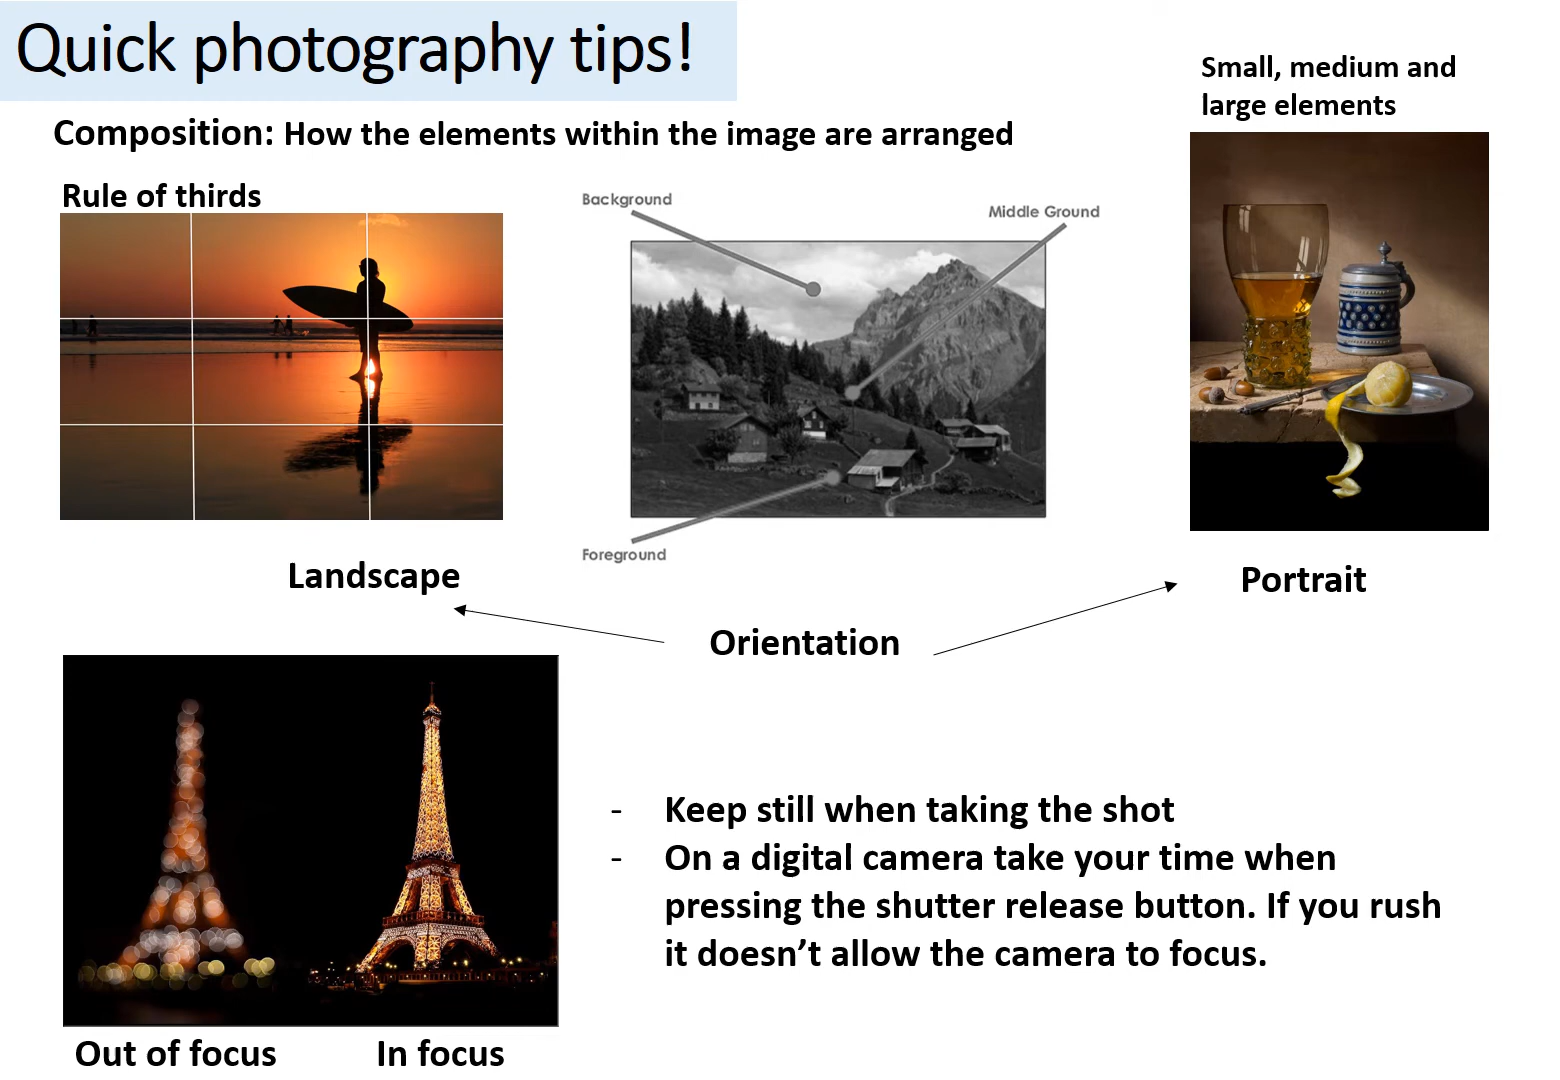 Quick photography tips!
Small, medium and
large elements
Composition: How the elements within the image are arranged
Rule of thirds
Background
Middle Ground
Foreground
Landscape
Portrait
Orientation
- Keep still when taking the shot
- On a digital camera take your time when
pressing the shutter release button. If you rush
it doesn’t allow the camera to focus.
Out of focus
In focus